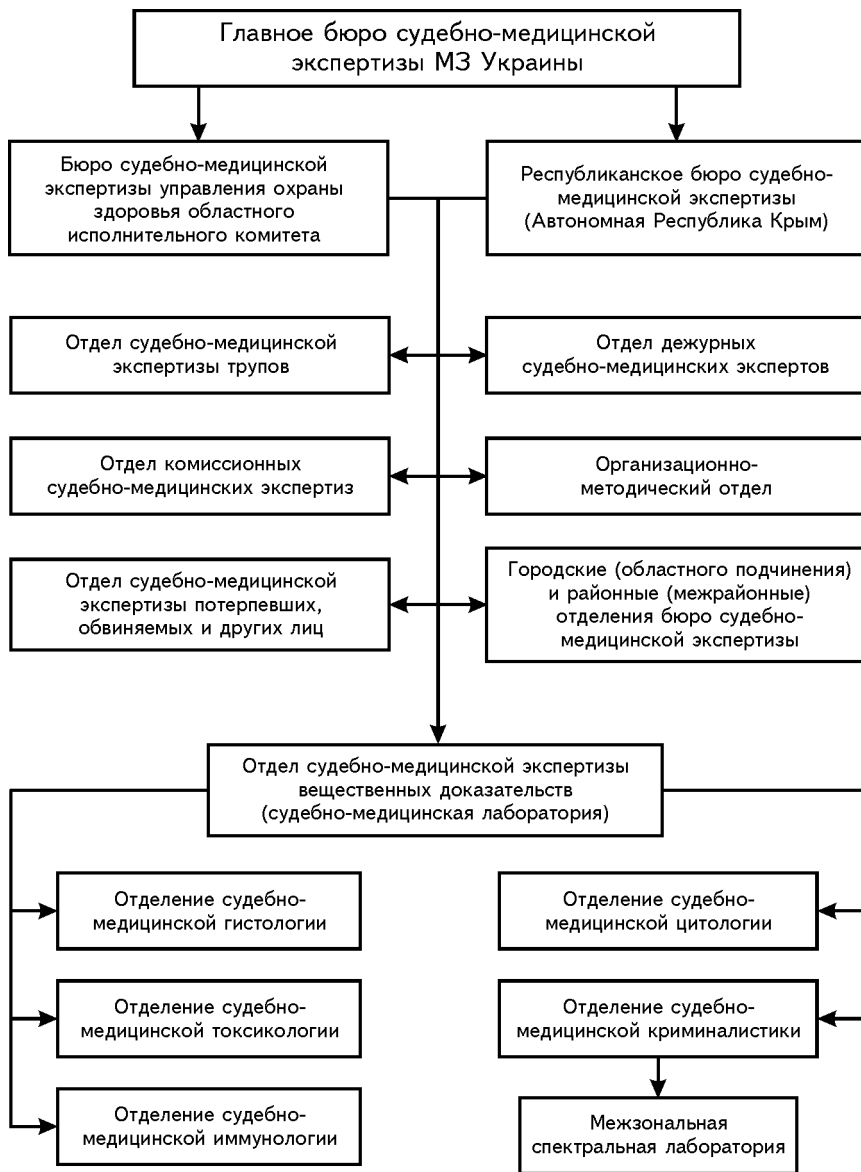 Главное бюро судебно-медицинской
экспертизы МЗ Украины
Бюро судебно-медицинской
экспертизы управления охраны
здоровья областного
исполнительного комитета
Республиканское бюро судебно-
медицинской экспертизы
(Автономная Республика Крым)
Отдел судебно-медицинской
экспертизы трупов
Отдел дежурных
судебно-медицинских экспертов
Отдел комиссионных
судебно-медицинских экспертиз
Организационно-
методический отдел
Отдел судебно-медицинской
экспертизы потерпевших,
обвиняемых и других лиц
Городские (областного подчинения)
и районные (межрайонные)
отделения бюро судебно-
медицинской экспертизы
Отдел судебно-медицинской экспертизы
вещественных доказательств
(судебно-медицинская лаборатория)
Отделение судебно-
медицинской гистологии
Отделение судебно-
медицинской цитологии
Отделение судебно-
медицинской токсикологии
Отделение судебно-
медицинской криминалистики
Отделение судебно-
медицинской иммунологии
Межзональная
спектральная лаборатория